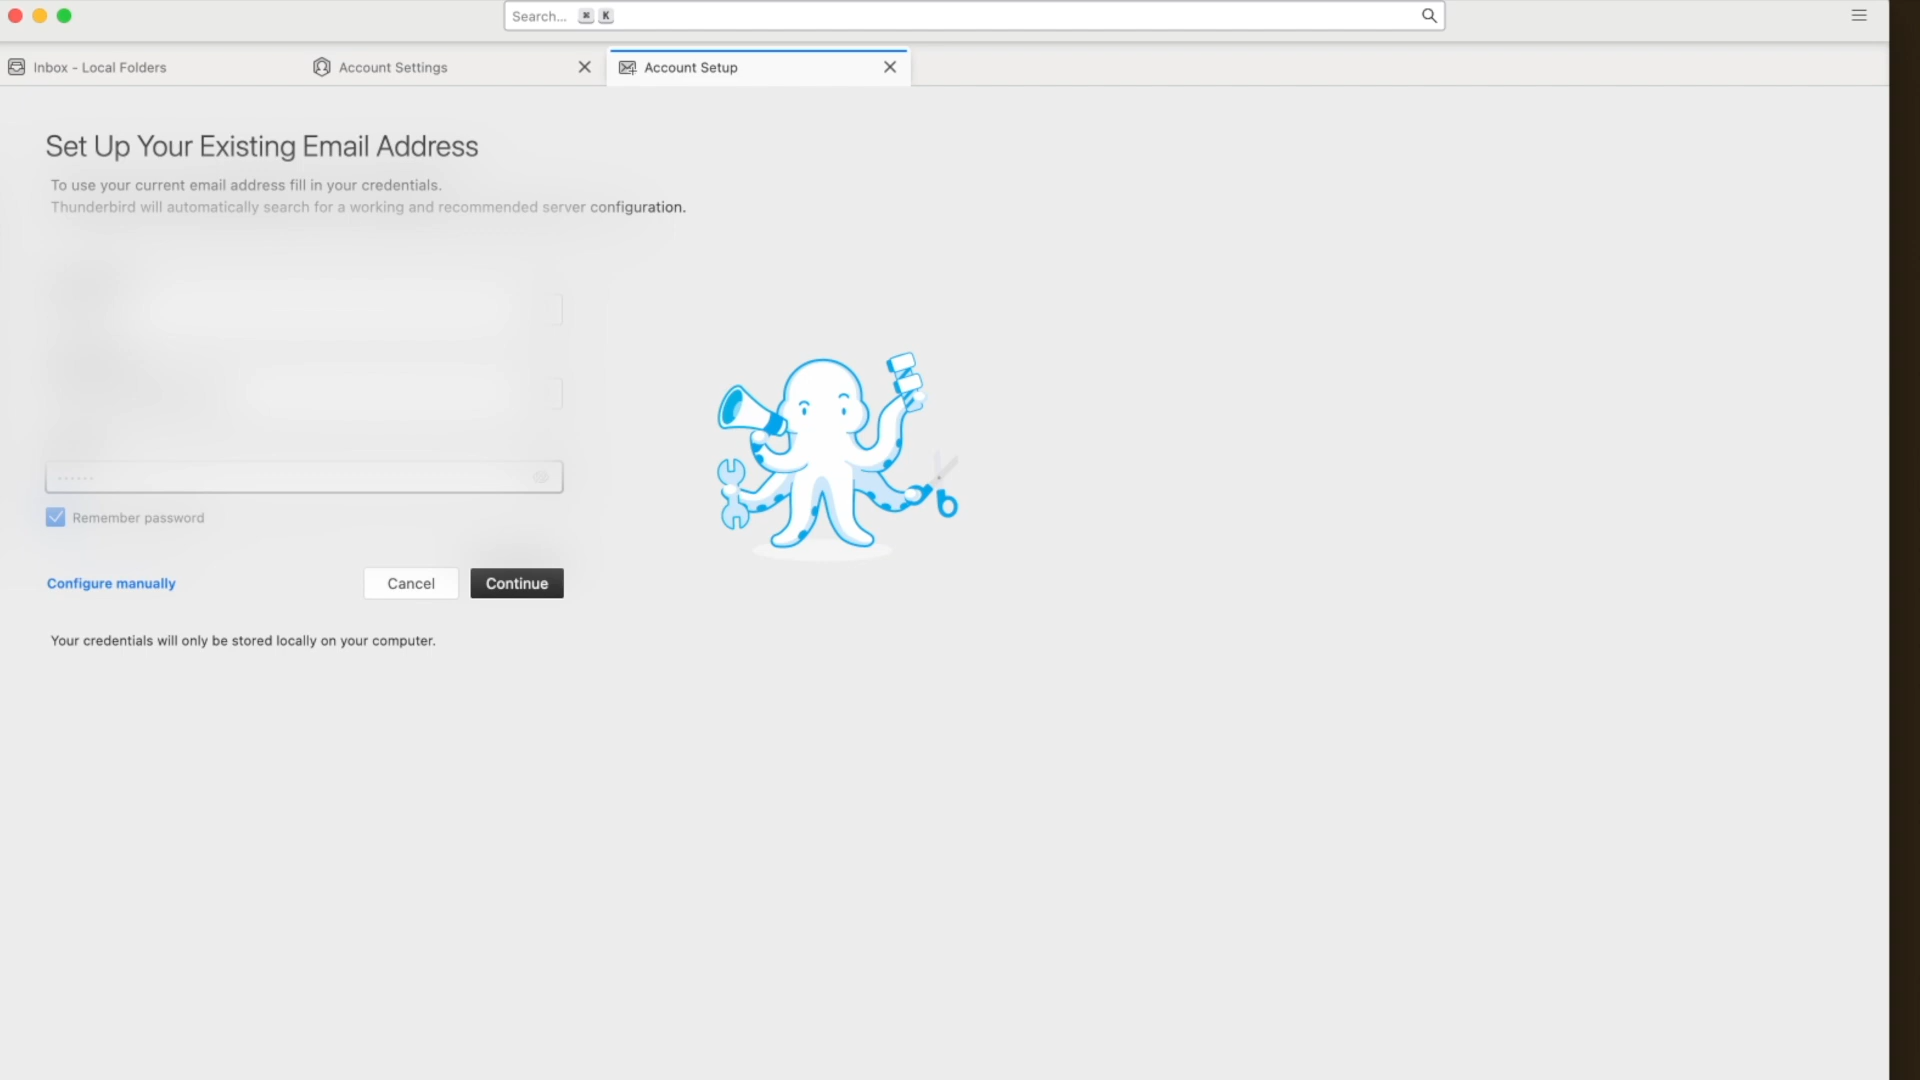 Search... ⌘ K
Inbox - Local Folders
Account Settings
Account Setup
Set Up Your Existing Email Address
To use your current email address fill in your credentials.
Thunderbird will automatically search for a working and recommended server configuration.
Remember password
Configure manually
Cancel
Continue
Your credentials will only be stored locally on your computer.